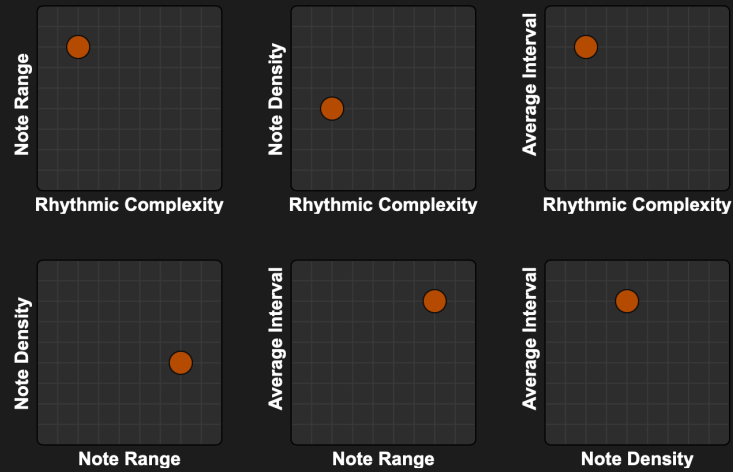 Note Range
Rhythmic Complexity
Note Density
Rhythmic Complexity
Average Interval
Rhythmic Complexity
Note Density
Note Range
Average Interval
Note Range
Average Interval
Note Density